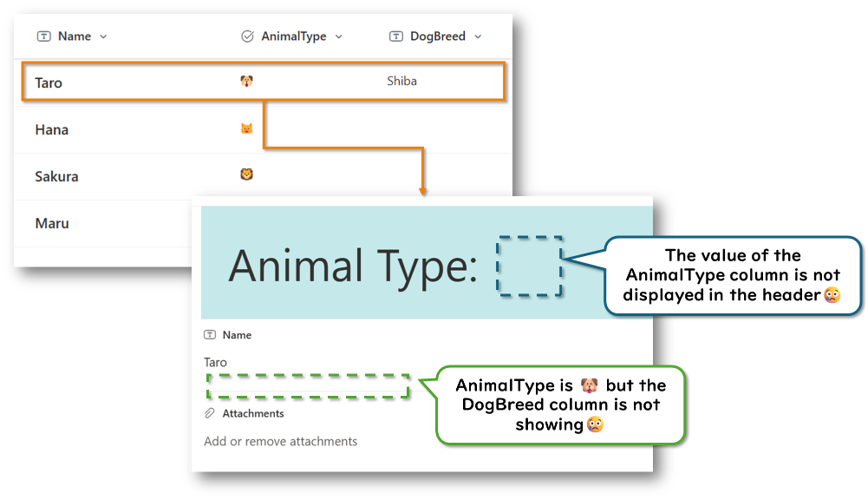 Name AnimalType DogBreed
Taro 🐶 Shiba
Hana 🐱
Sakura 🦁
Maru
Animal Type:
The value of the
AnimalType column is not
displayed in the header😢
Name
Taro
AnimalType is 🐶 but the
DogBreed column is not
showing😢
Attachments
Add or remove attachments